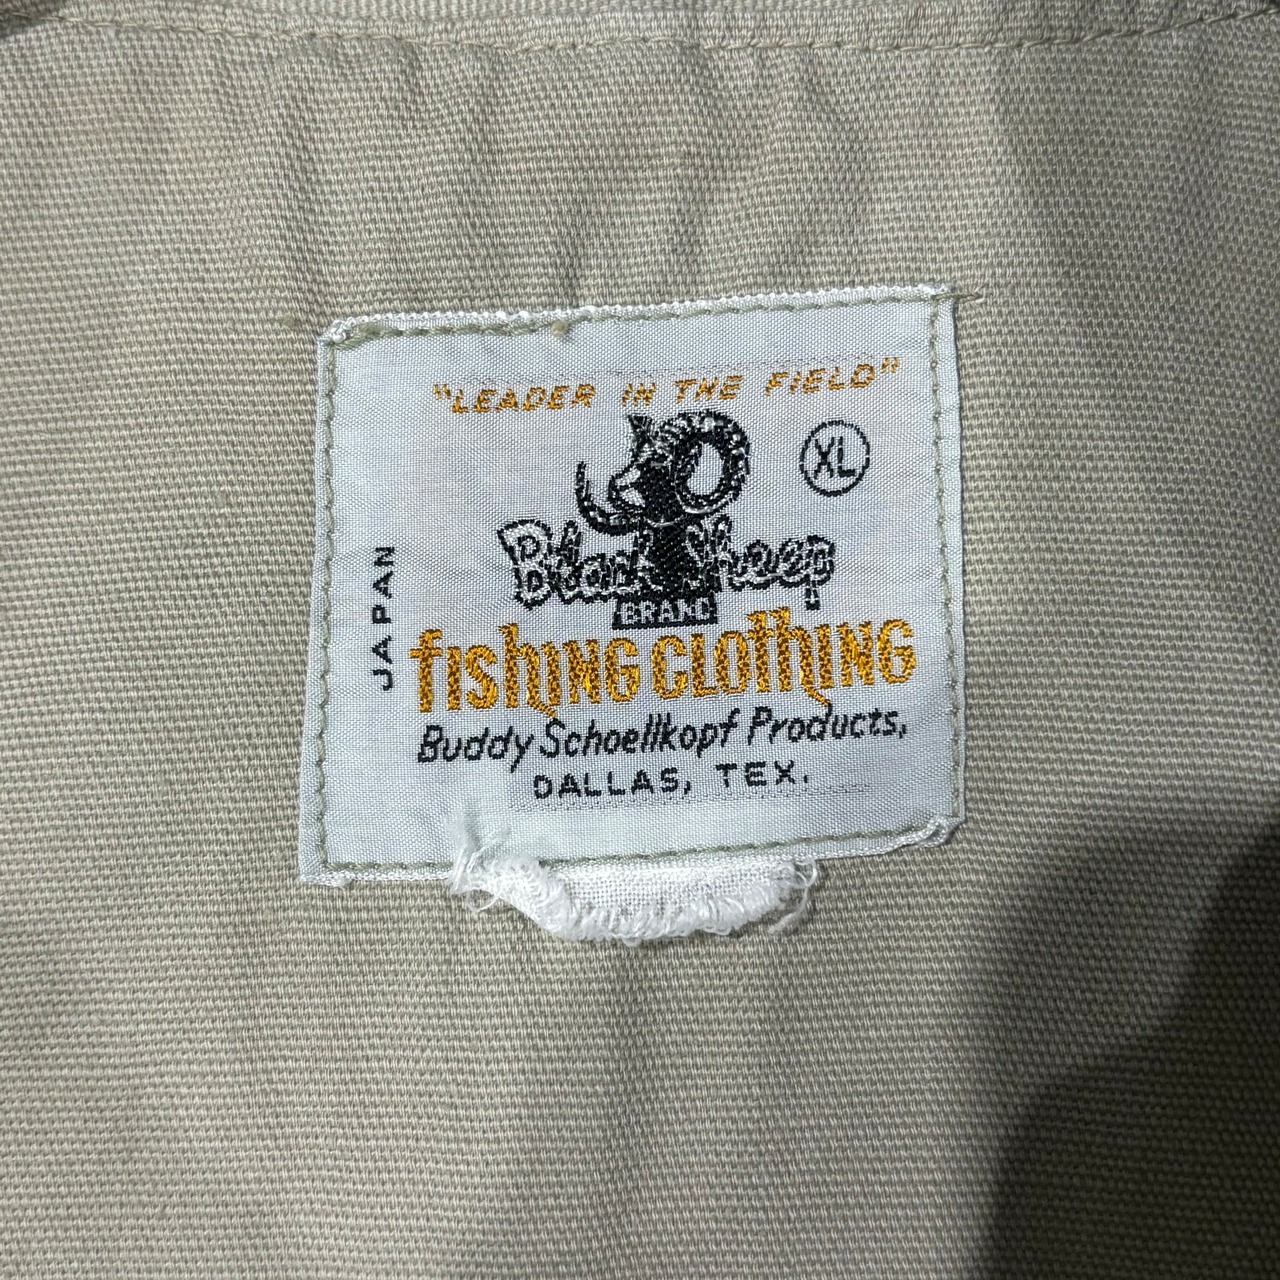 "LEADER IN THE FIELD"
XL
Black Sheep
BRAND
JAPAN
fishing CLOThING
Buddy Schoellkopf Products,
DALLAS, TEX.